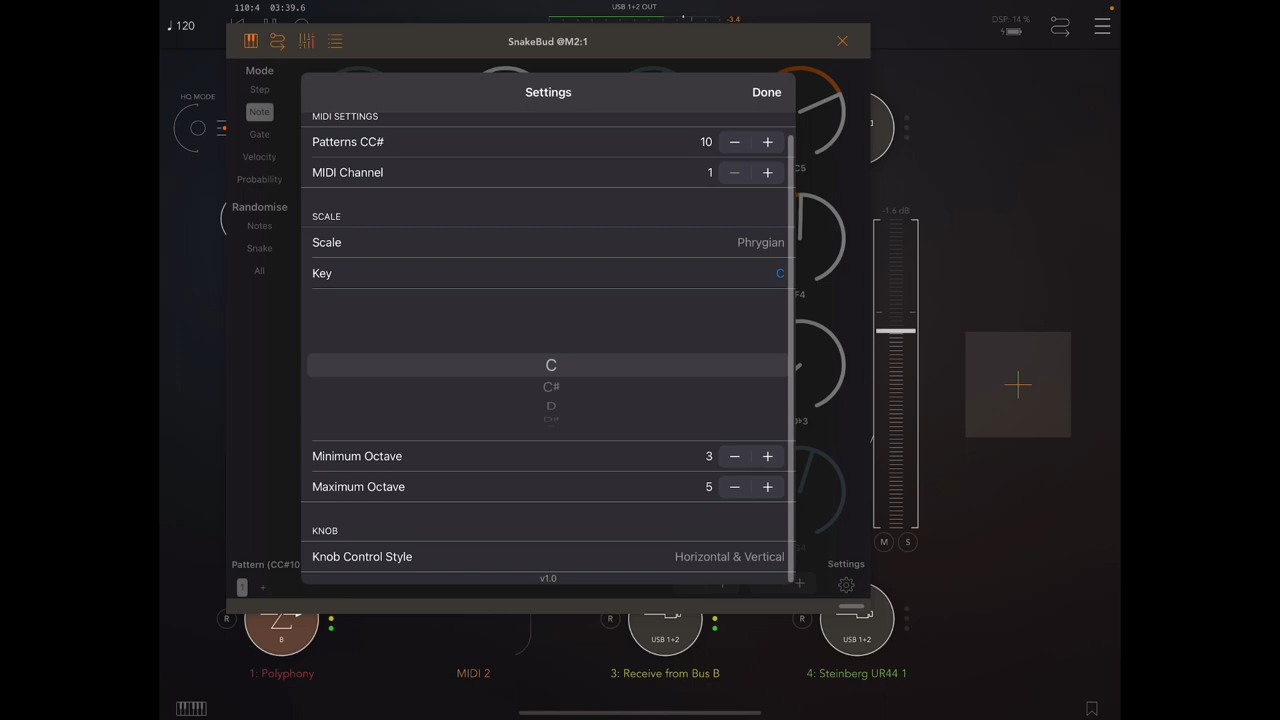 110:4 03:39.6
USB 1+2 OUT
-3.4
♩ 120
DSP: 14 %
SnakeBud @M2:1
Mode
Step
Note
Gate
Velocity
Probability
Randomise
Notes
Snake
All
HQ MODE
Settings
Done
MIDI SETTINGS
Patterns CC#
10
MIDI Channel
1
SCALE
Scale
Phrygian
Key
C
C
C#
D
D#
Minimum Octave
3
Maximum Octave
5
KNOB
Knob Control Style
Horizontal & Vertical
v1.0
C5
F4
-1.6 dB
M
S
Pattern (CC#10
1
+
Settings
R
B
R
USB 1+2
R
USB 1+2
1: Polyphony
MIDI 2
3: Receive from Bus B
4: Steinberg UR44 1